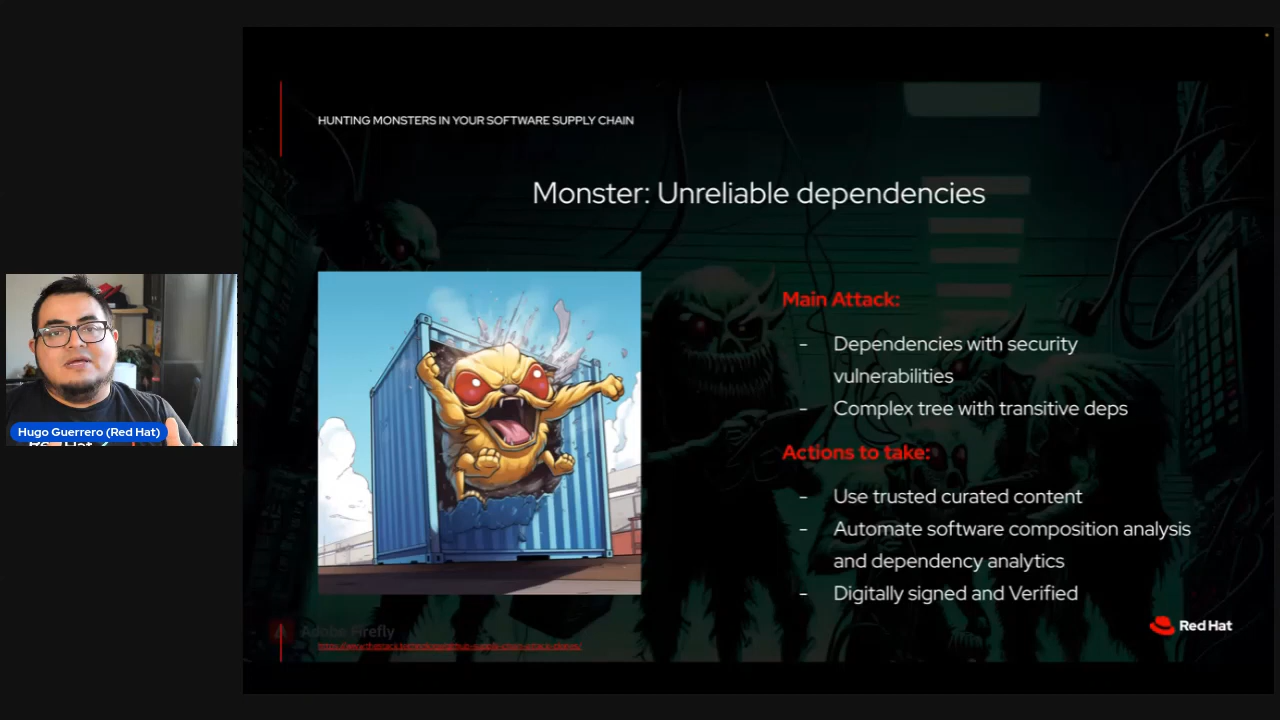 HUNTING MONSTERS IN YOUR SOFTWARE SUPPLY CHAIN
Monster: Unreliable dependencies
Main Attack:
- Dependencies with security
vulnerabilities
- Complex tree with transitive deps
Actions to take:
- Use trusted curated content
- Automate software composition analysis
and dependency analytics
- Digitally signed and Verified
Hugo Guerrero (Red Hat)
Adobe Firefly
Red Hat